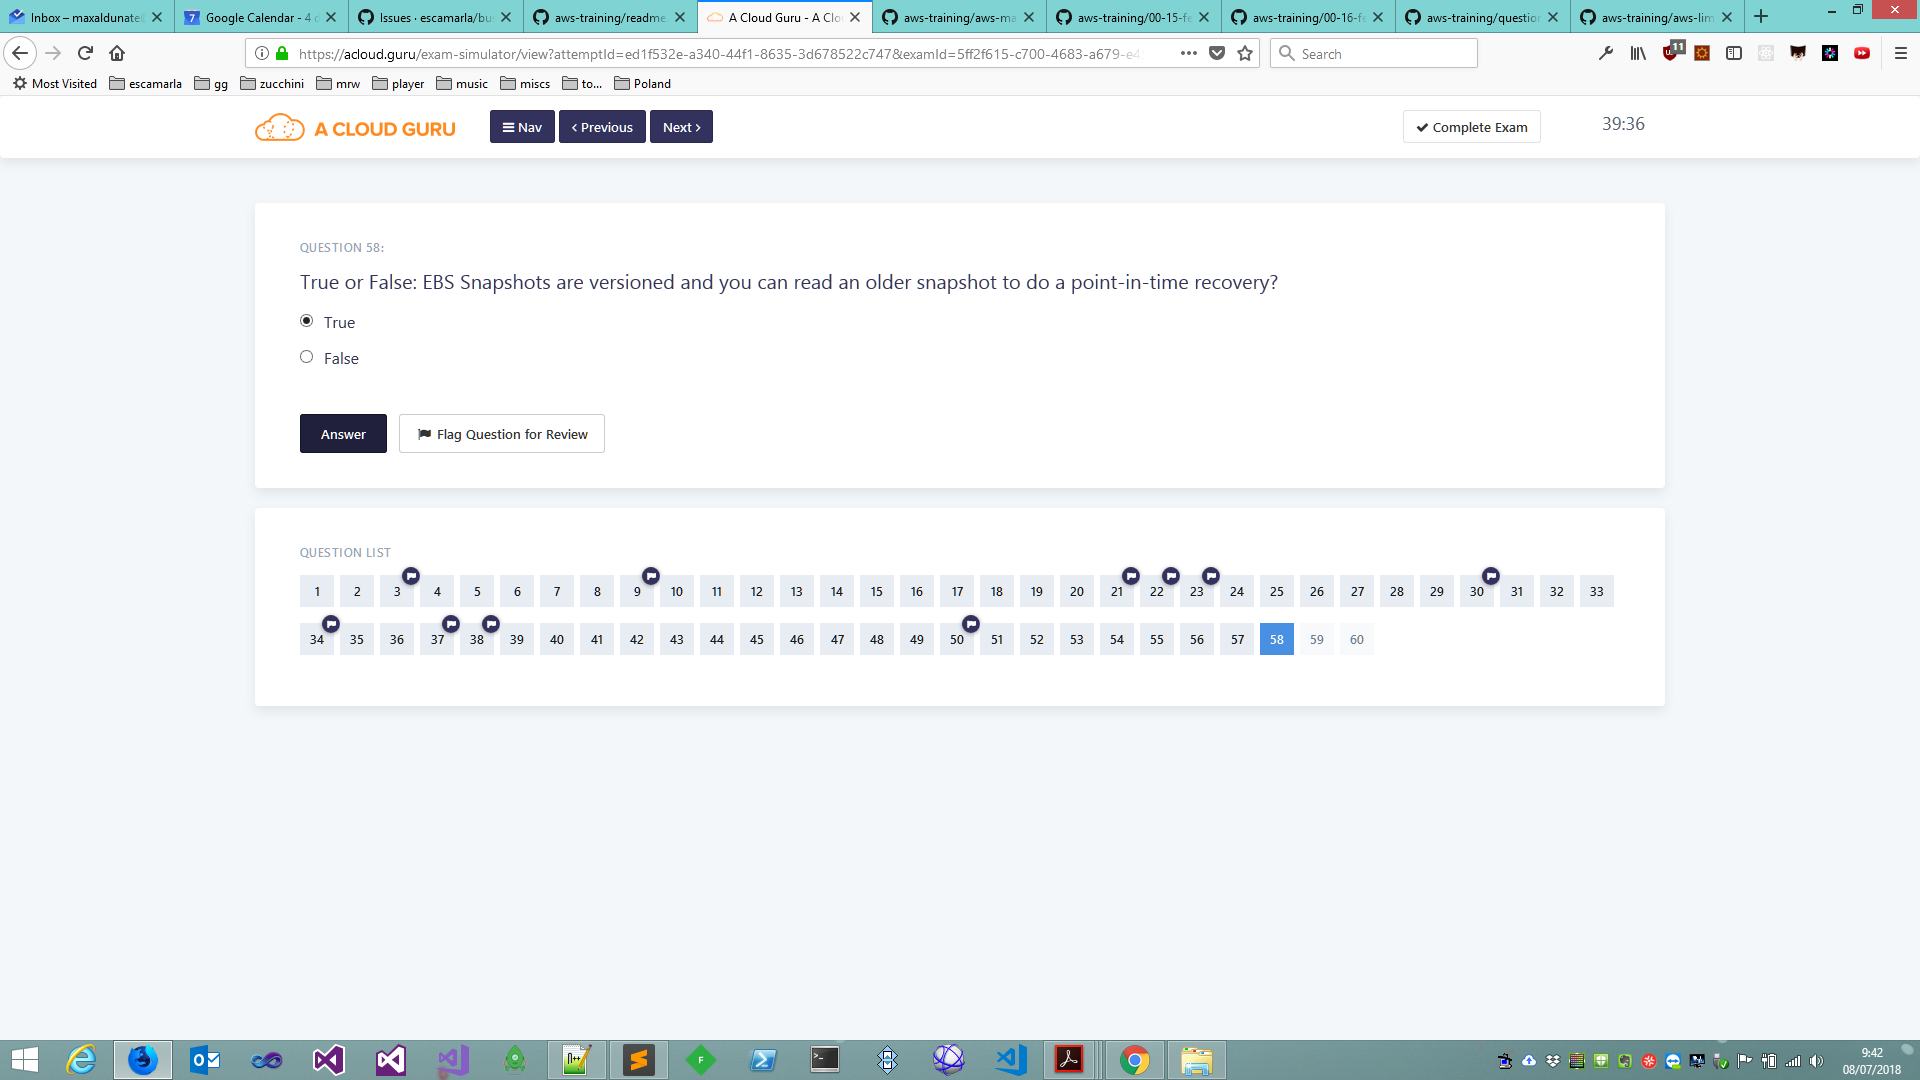 Inbox – maxaldunate
Google Calendar - 4 d
Issues · escamarla/bu
aws-training/readme.
A Cloud Guru - A Clo
aws-training/aws-ma
aws-training/00-15-fe
aws-training/00-16-fe
aws-training/question
aws-training/aws-lim
https://acloud.guru/exam-simulator/view?attemptId=ed1f532e-a340-44f1-8635-3d678522c747&examId=5ff2f615-c700-4683-a679-e4
Search
11
Most Visited escamarla gg zucchini mrw player music miscs to... Poland
A CLOUD GURU
Nav
Previous
Next
Complete Exam
39:36
QUESTION 58:
True or False: EBS Snapshots are versioned and you can read an older snapshot to do a point-in-time recovery?
True
False
Answer
Flag Question for Review
QUESTION LIST
1 2 3 4 5 6 7 8 9 10 11 12 13 14 15 16 17 18 19 20 21 22 23 24 25 26 27 28 29 30 31 32 33
34 35 36 37 38 39 40 41 42 43 44 45 46 47 48 49 50 51 52 53 54 55 56 57 58 59 60
9:42
08/07/2018